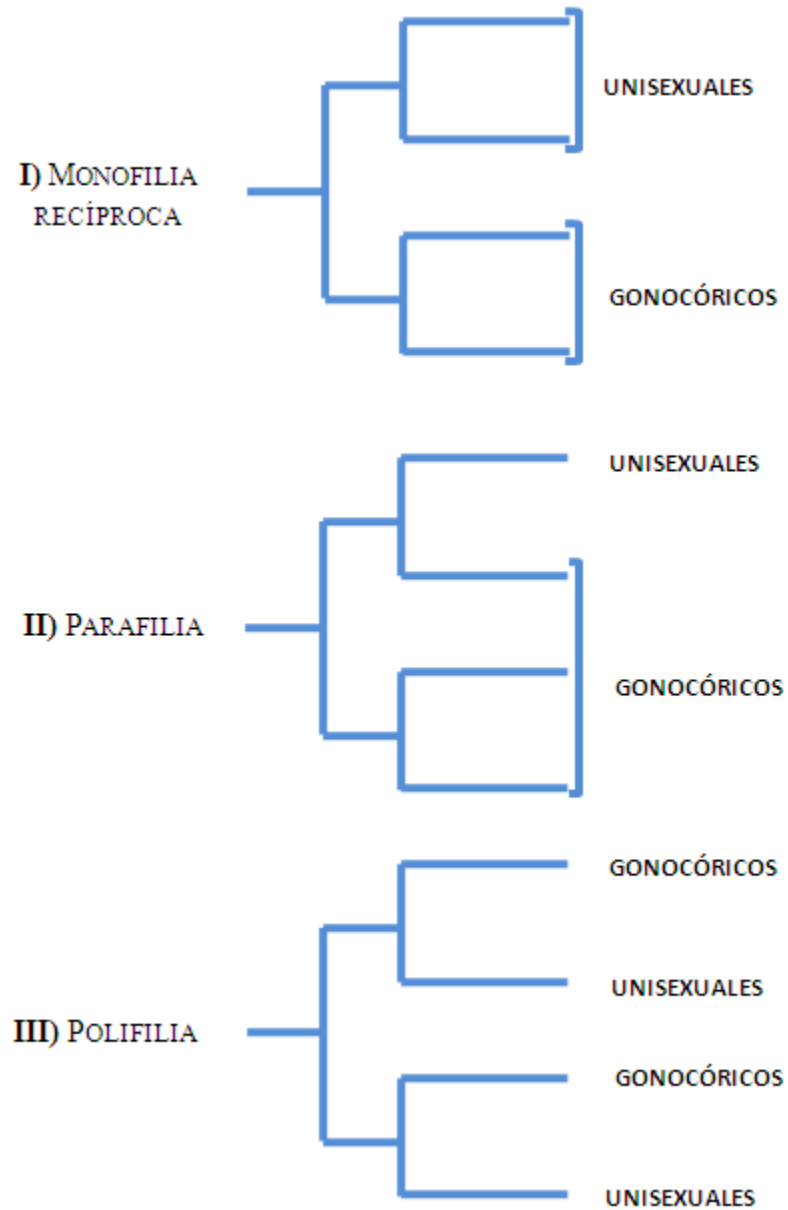 UNISEXUALES
I) MONOFILIA
RECÍPROCA
GONOCÓRICOS
UNISEXUALES
II) PARAFILIA
GONOCÓRICOS
GONOCÓRICOS
UNISEXUALES
III) POLIFILIA
GONOCÓRICOS
UNISEXUALES